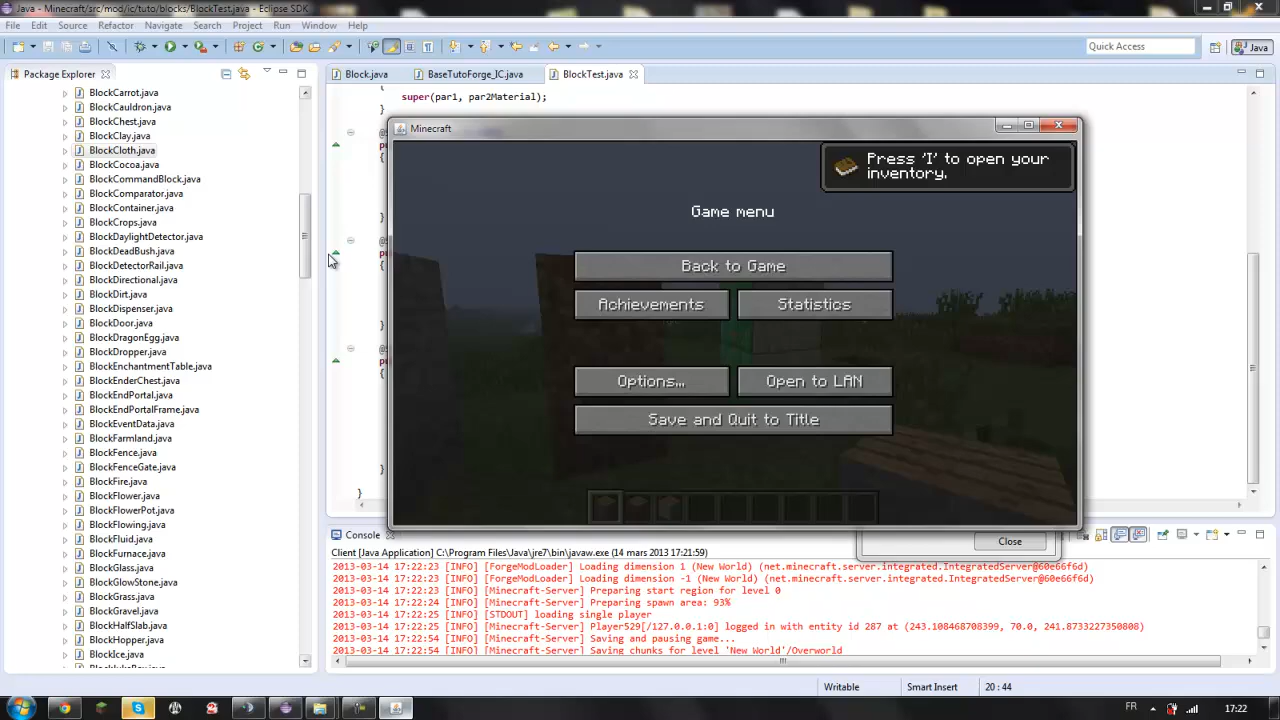 Java - Minecraft/src/mod/ic/tuto/blocks/BlockTest.java - Eclipse SDK
File Edit Source Refactor Navigate Search Project Run Window Help
Quick Access
Java
Package Explorer
BlockCarrot.java
BlockCauldron.java
BlockChest.java
BlockClay.java
BlockCloth.java
BlockCocoa.java
BlockCommandBlock.java
BlockComparator.java
BlockContainer.java
BlockCrops.java
BlockDaylightDetector.java
BlockDeadBush.java
BlockDetectorRail.java
BlockDirectional.java
BlockDirt.java
BlockDispenser.java
BlockDoor.java
BlockDragonEgg.java
BlockDropper.java
BlockEnchantmentTable.java
BlockEnderChest.java
BlockEndPortal.java
BlockEndPortalFrame.java
BlockEventData.java
BlockFarmland.java
BlockFence.java
BlockFenceGate.java
BlockFire.java
BlockFlower.java
BlockFlowerPot.java
BlockFlowing.java
BlockFluid.java
BlockFurnace.java
BlockGlass.java
BlockGlowStone.java
BlockGrass.java
BlockGravel.java
BlockHalfSlab.java
BlockHopper.java
BlockIce.java
Block.java
BaseTutoForge_IC.java
BlockTest.java
{
super(par1, par2Material);
}
{
}
{
}
{
}
}
Minecraft
Press 'I' to open your
inventory.
Game menu
Back to Game
Achievements
Statistics
Options...
Open to LAN
Save and Quit to Title
Close
Console
Client [Java Application] C:\Program Files\Java\jre7\bin\javaw.exe (14 mars 2013 17:21:59)
2013-03-14 17:22:23 [INFO] [ForgeModLoader] Loading dimension 1 (New World) (net.minecraft.server.integrated.IntegratedServer@60e66f6d)
2013-03-14 17:22:23 [INFO] [ForgeModLoader] Loading dimension -1 (New World) (net.minecraft.server.integrated.IntegratedServer@60e66f6d)
2013-03-14 17:22:23 [INFO] [Minecraft-Server] Preparing start region for level 0
2013-03-14 17:22:24 [INFO] [Minecraft-Server] Preparing spawn area: 93%
2013-03-14 17:22:25 [INFO] [STDOUT] loading single player
2013-03-14 17:22:25 [INFO] [Minecraft-Server] Player529[/127.0.0.1:0] logged in with entity id 287 at (243.108468708399, 70.0, 241.8733227350808)
2013-03-14 17:22:54 [INFO] [Minecraft-Server] Saving and pausing game...
2013-03-14 17:22:54 [INFO] [Minecraft-Server] Saving chunks for level 'New World'/Overworld
Writable
Smart Insert
20 : 44
FR
17:22